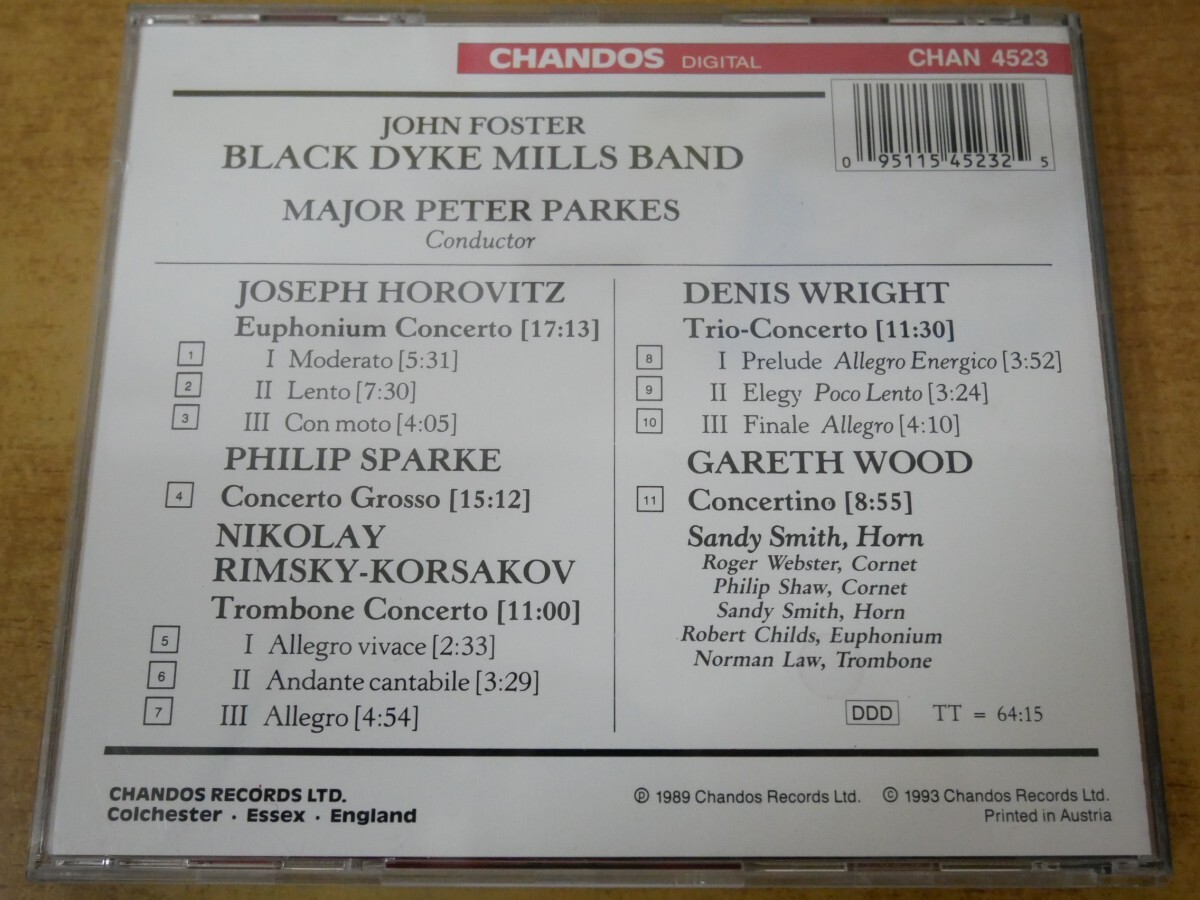 CHANDOS DIGITAL CHAN 4523
0 95115 45232 5
JOHN FOSTER
BLACK DYKE MILLS BAND
MAJOR PETER PARKES
Conductor
JOSEPH HOROVITZ
Euphonium Concerto [17:13]
1 I Moderato [5:31]
2 II Lento [7:30]
3 III Con moto [4:05]
PHILIP SPARKE
4 Concerto Grosso [15:12]
NIKOLAY
RIMSKY-KORSAKOV
Trombone Concerto [11:00]
5 I Allegro vivace [2:33]
6 II Andante cantabile [3:29]
7 III Allegro [4:54]
DENIS WRIGHT
Trio-Concerto [11:30]
8 I Prelude Allegro Energico [3:52]
9 II Elegy Poco Lento [3:24]
10 III Finale Allegro [4:10]
GARETH WOOD
11 Concertino [8:55]
Sandy Smith, Horn
Roger Webster, Cornet
Philip Shaw, Cornet
Sandy Smith, Horn
Robert Childs, Euphonium
Norman Law, Trombone
DDD TT = 64:15
CHANDOS RECORDS LTD.
Colchester · Essex · England
℗ 1989 Chandos Records Ltd. © 1993 Chandos Records Ltd.
Printed in Austria